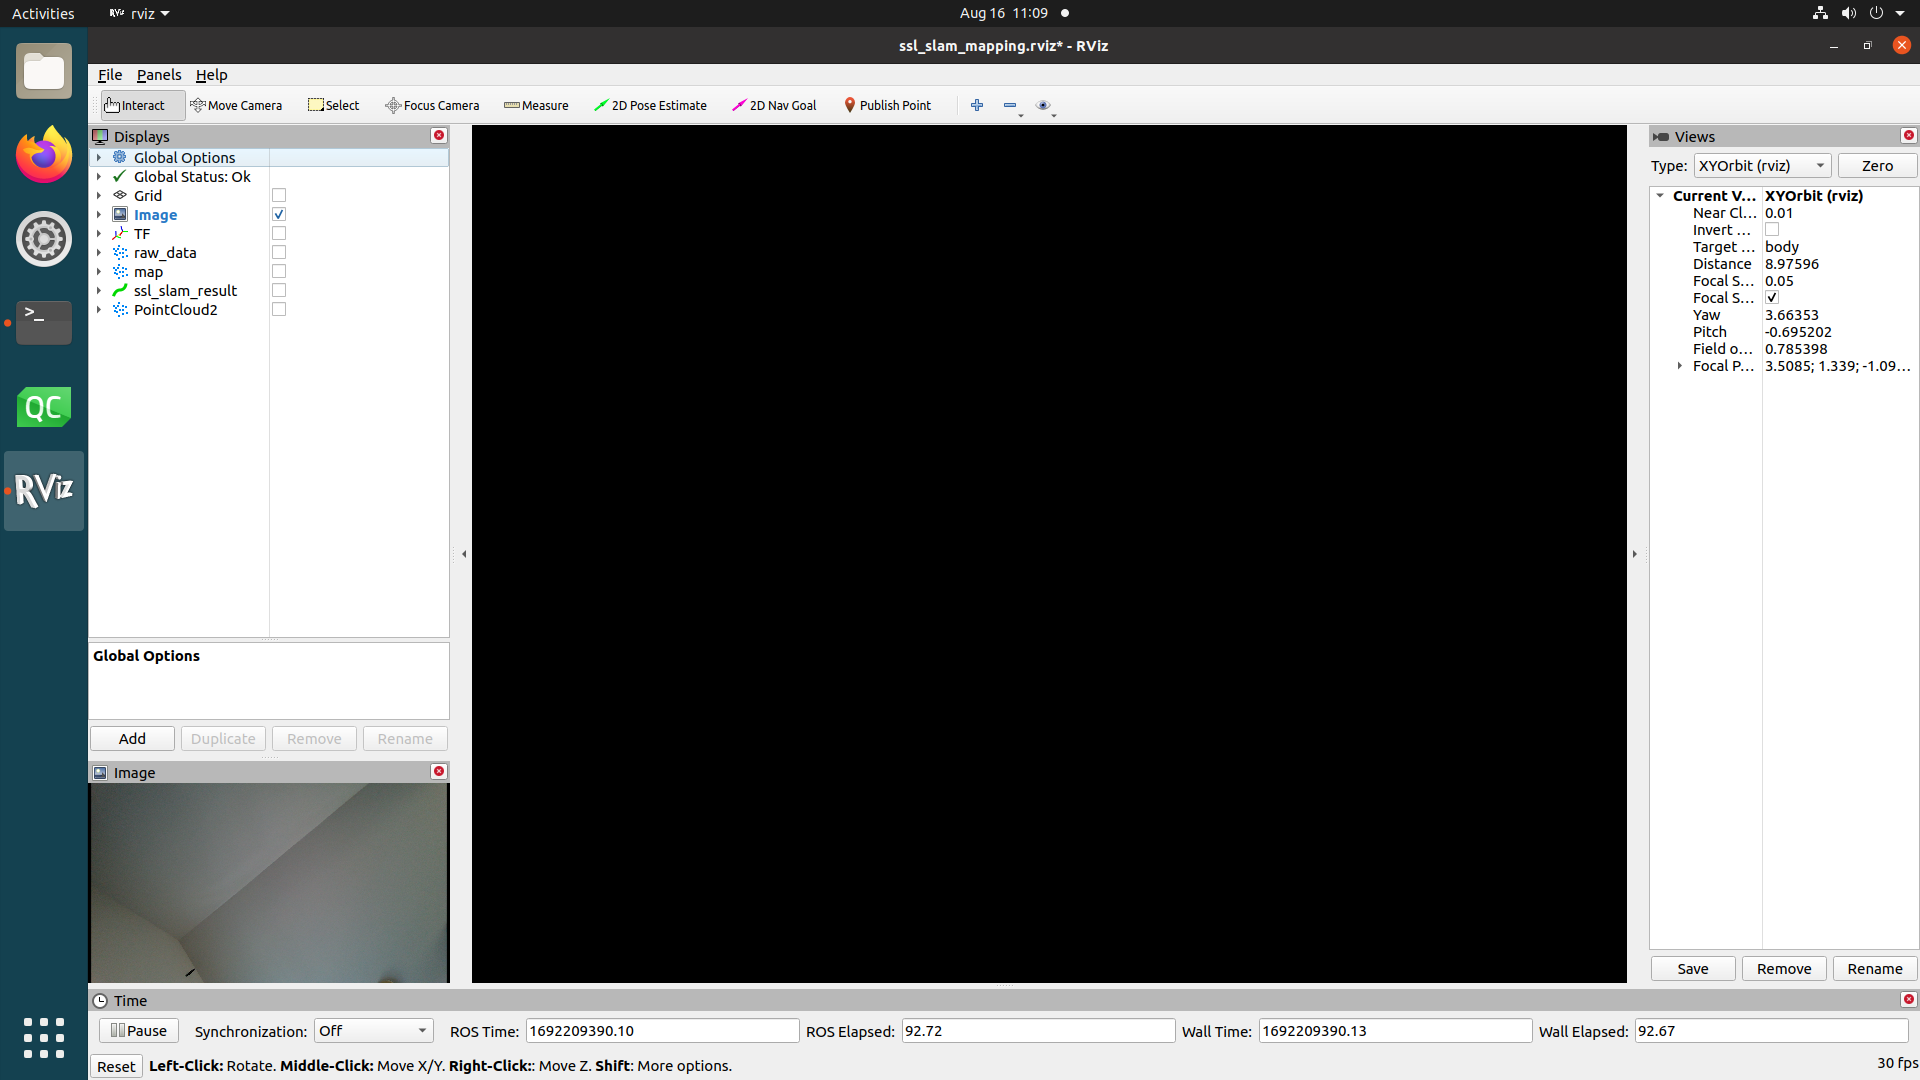 Activities RViz rviz Aug 16 11:09
ssl_slam_mapping.rviz* - RViz
File Panels Help
Interact Move Camera Select Focus Camera Measure 2D Pose Estimate 2D Nav Goal Publish Point
Displays
Global Options
Global Status: Ok
Grid
Image
TF
raw_data
map
ssl_slam_result
PointCloud2
Global Options
Add Duplicate Remove Rename
Image
Views
Type: XYOrbit (rviz) Zero
Current V... XYOrbit (rviz)
Near Cl... 0.01
Invert ...
Target ... body
Distance 8.97596
Focal S... 0.05
Focal S...
Yaw 3.66353
Pitch -0.695202
Field o... 0.785398
Focal P... 3.5085; 1.339; -1.09...
Save Remove Rename
>_
QC
RViz
Time
Pause Synchronization: Off ROS Time: 1692209390.10 ROS Elapsed: 92.72 Wall Time: 1692209390.13 Wall Elapsed: 92.67
Reset Left-Click: Rotate. Middle-Click: Move X/Y. Right-Click:: Move Z. Shift: More options. 30 fps